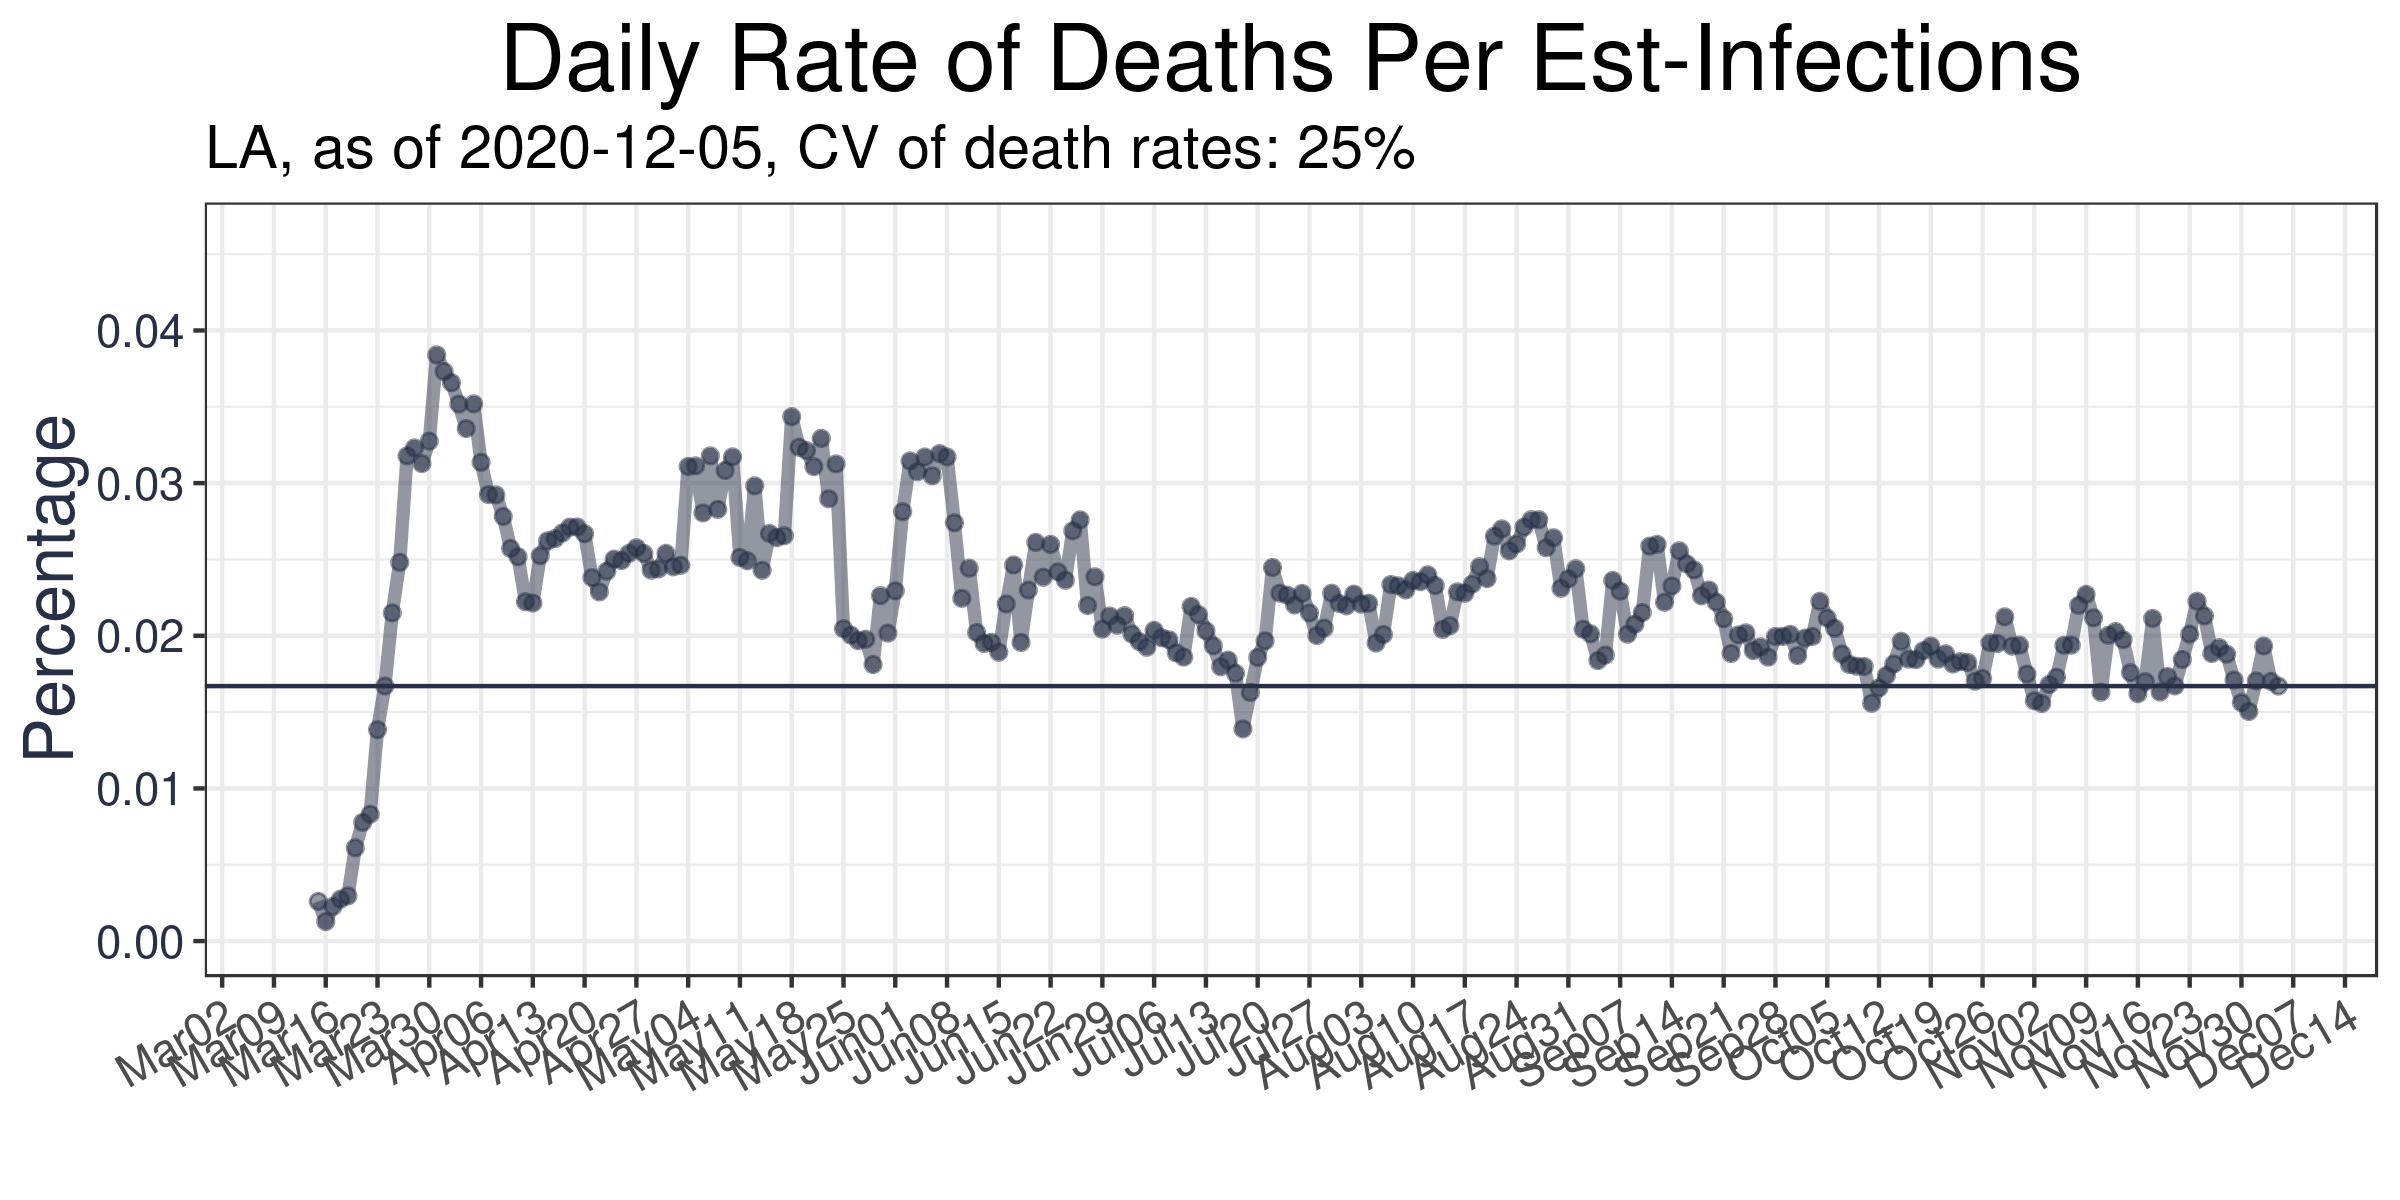 Daily Rate of Deaths Per Est-Infections
LA, as of 2020-12-05, CV of death rates: 25%
Percentage
0.04
0.03
0.02
0.01
0.00
Mar02
Mar09
Mar16
Mar23
Mar30
Apr06
Apr13
Apr20
Apr27
May04
May11
May18
May25
Jun01
Jun08
Jun15
Jun22
Jun29
Jul06
Jul13
Jul20
Jul27
Aug03
Aug10
Aug17
Aug24
Aug31
Sep07
Sep14
Sep21
Sep28
Oct05
Oct12
Oct19
Oct26
Nov02
Nov09
Nov16
Nov23
Nov30
Dec07
Dec14